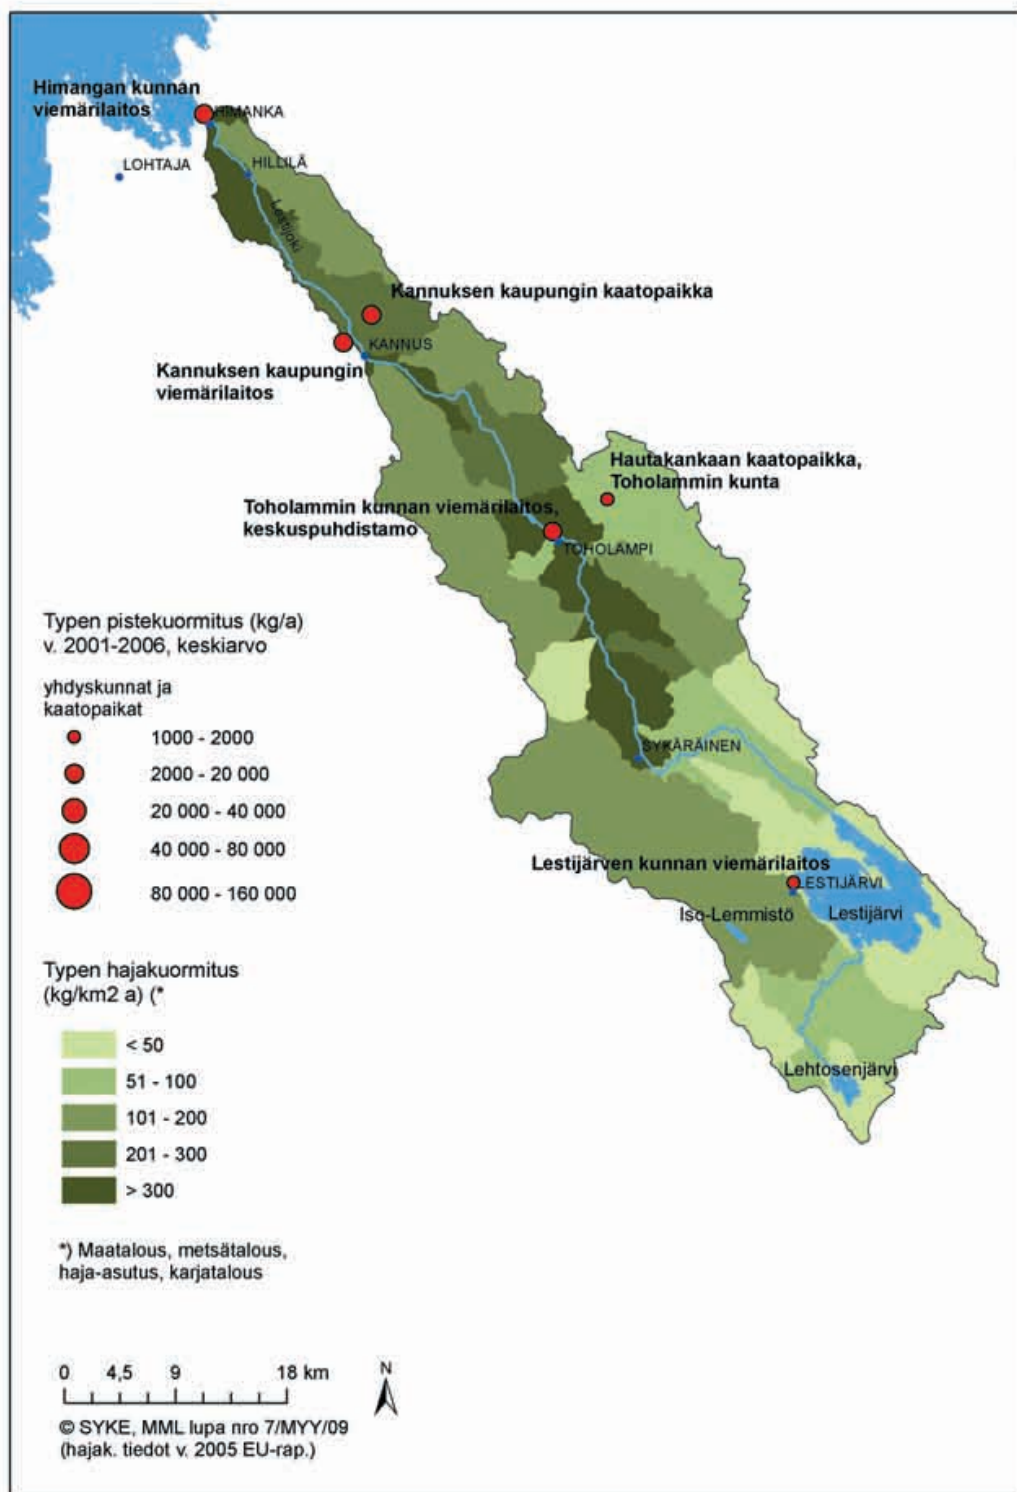 Himangan kunnan
viemärilaitos
HIMANKA
LOHTAJA
HILLILÄ
Lestijoki
Kannuksen kaupungin kaatopaikka
KANNUS
Kannuksen kaupungin
viemärilaitos
Hautakankaan kaatopaikka,
Toholammin kunta
Toholammin kunnan viemärilaitos,
keskuspuhdistamo
TOHOLAMPI
Typen pistekuormitus (kg/a)
v. 2001-2006, keskiarvo
yhdyskunnat ja
kaatopaikat
1000 - 2000
2000 - 20 000
20 000 - 40 000
40 000 - 80 000
80 000 - 160 000
SYKÄRÄINEN
Lestijärven kunnan viemärilaitos
LESTIJÄRVI
Iso-Lemmistö
Lestijärvi
Lehtosenjärvi
Typen hajakuormitus
(kg/km2 a) (*
< 50
51 - 100
101 - 200
201 - 300
> 300
*) Maatalous, metsätalous,
haja-asutus, karjatalous
0 4,5 9 18 km
N
© SYKE, MML lupa nro 7/MYY/09
(hajak. tiedot v. 2005 EU-rap.)